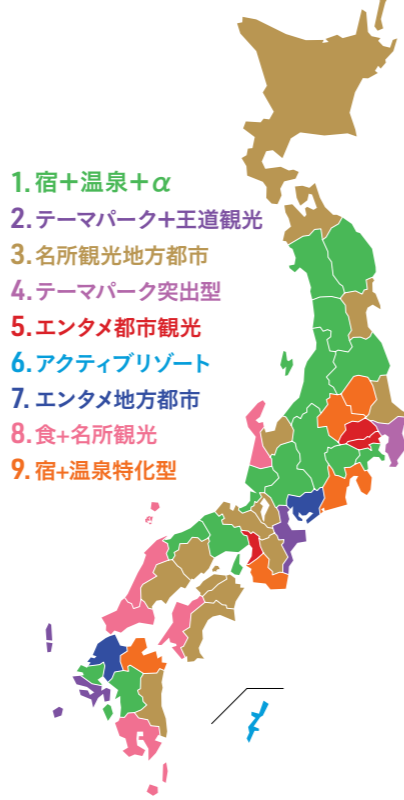 1. 宿＋温泉＋α
2. テーマパーク＋王道観光
3. 名所観光地方都市
4. テーマパーク突出型
5. エンタメ都市観光
6. アクティブリゾート
7. エンタメ地方都市
8. 食+名所観光
9. 宿+温泉特化型